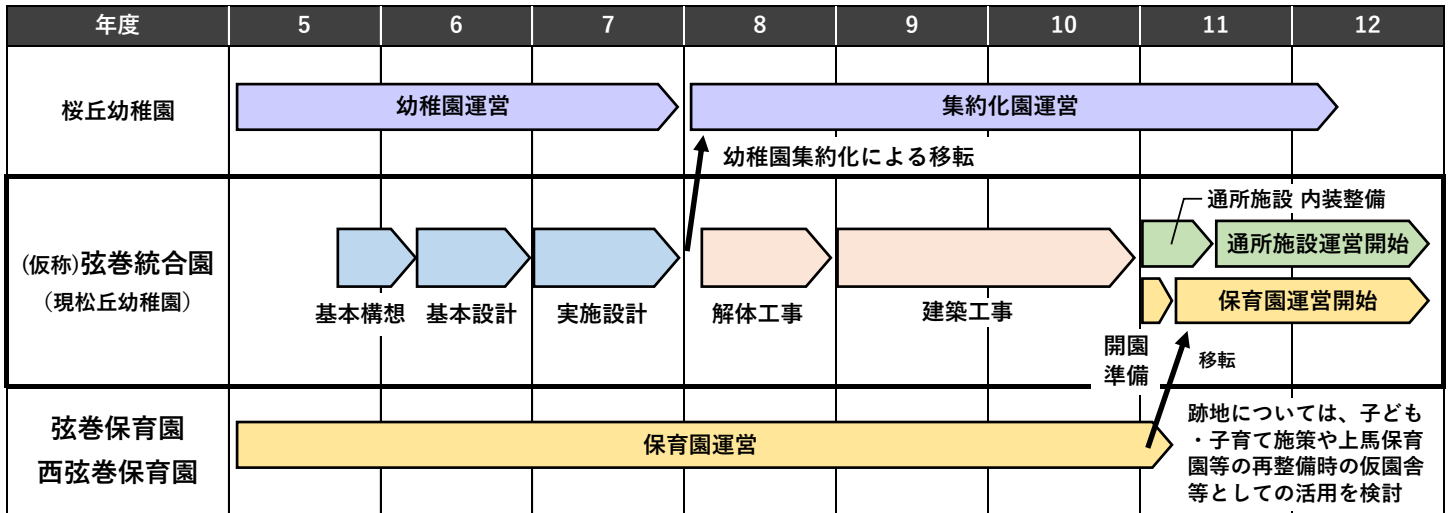 年度 5 6 7 8 9 10 11 12
桜丘幼稚園
幼稚園運営
集約化園運営
幼稚園集約化による移転
(仮称)弦巻統合園
（現松丘幼稚園）
基本構想
基本設計
実施設計
解体工事
建築工事
通所施設 内装整備
通所施設運営開始
保育園運営開始
開園
準備
移転
弦巻保育園
西弦巻保育園
保育園運営
跡地については、子ども
・子育て施策や上馬保育
園等の再整備時の仮園舎
等としての活用を検討